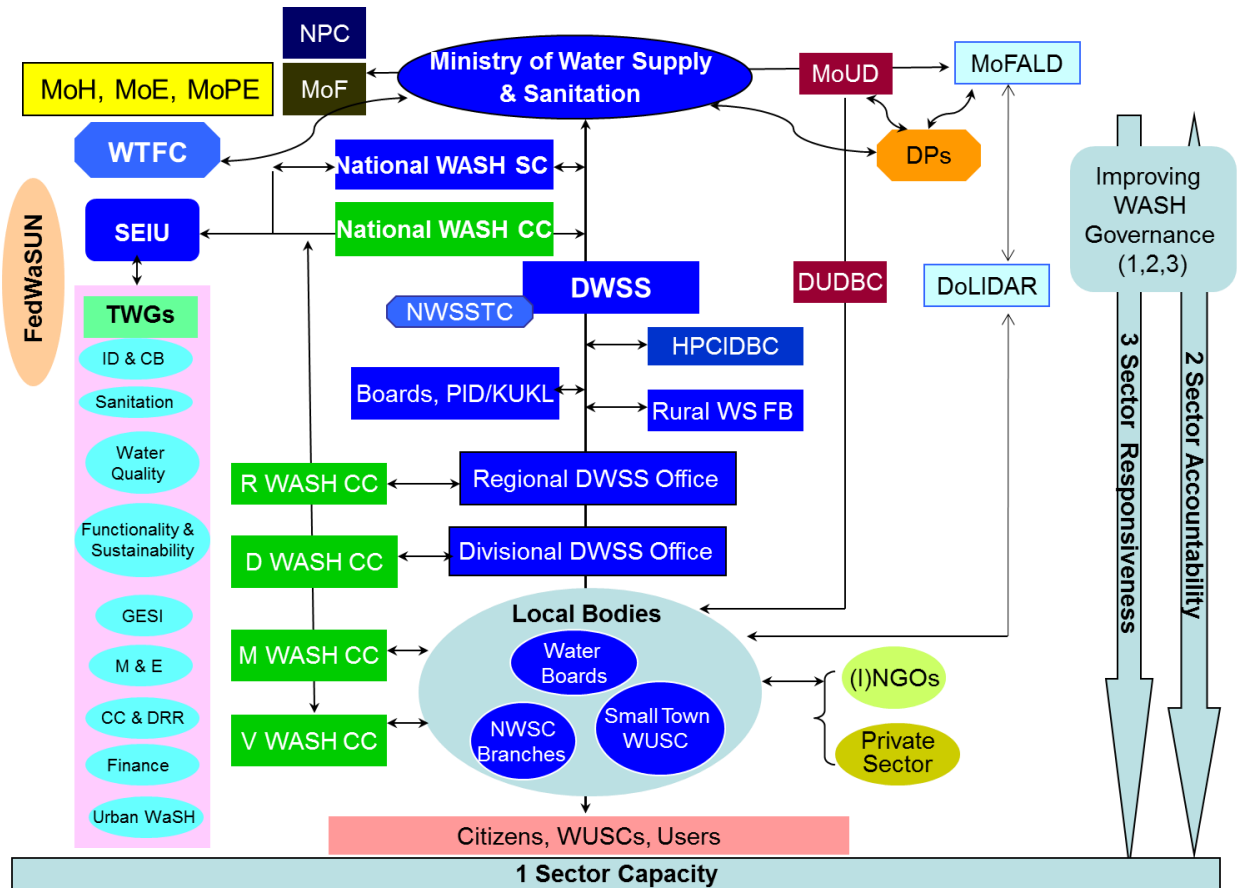 NPC
Ministry of Water Supply
& Sanitation
MoUD
MoFALD
MoH, MoE, MoPE
MoF
WTFC
DPs
National WASH SC
Improving
WASH
Governance
(1,2,3)
FedWaSUN
SEIU
National WASH CC
DWSS
DUDBC
DoLIDAR
NWSSTC
TWGs
HPCIDBC
ID & CB
Boards, PID/KUKL
Sanitation
Rural WS FB
3 Sector Responsiveness
2 Sector Accountability
Water
Quality
R WASH CC
Regional DWSS Office
Functionality &
Sustainability
D WASH CC
Divisional DWSS Office
GESI
Local Bodies
M WASH CC
Water
Boards
M & E
(I)NGOs
CC & DRR
V WASH CC
NWSC
Branches
Small Town
WUSC
Private
Sector
Finance
Urban WaSH
Citizens, WUSCs, Users
1 Sector Capacity